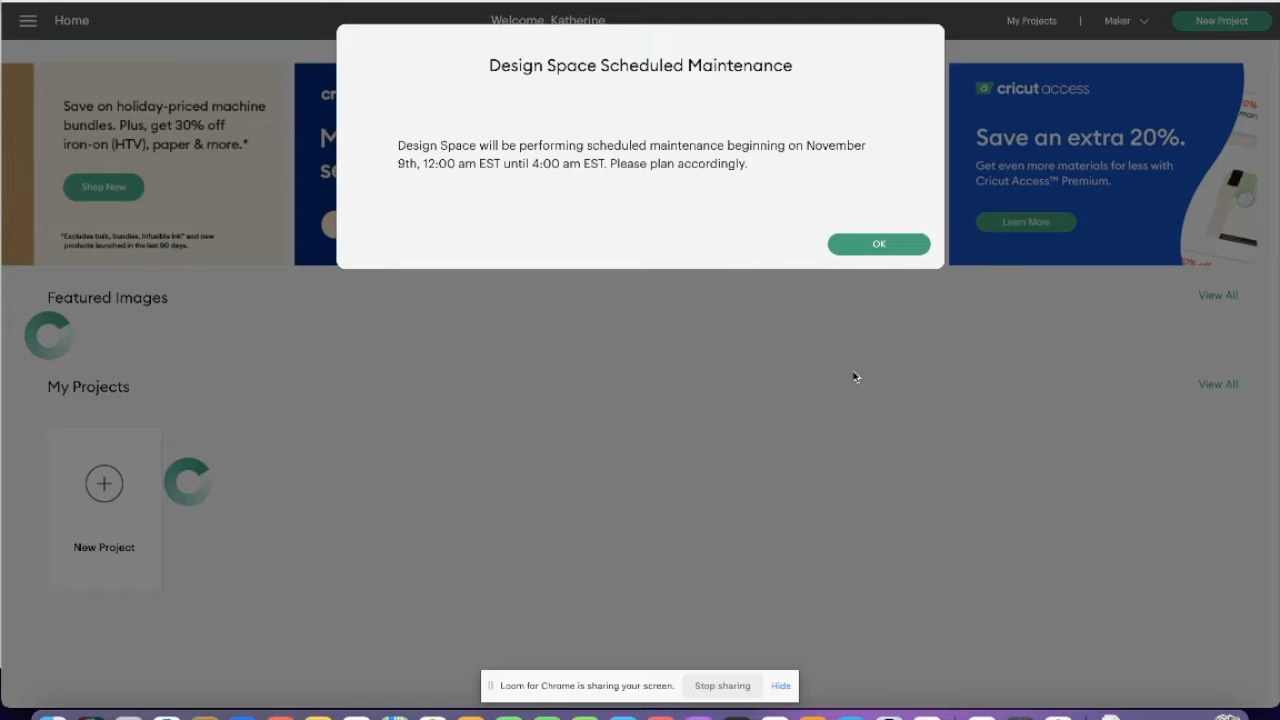 Home
Welcome, Katherine
My Projects | Maker
New Project
Design Space Scheduled Maintenance
Design Space will be performing scheduled maintenance beginning on November
9th, 12:00 am EST until 4:00 am EST. Please plan accordingly.
OK
Save on holiday-priced machine
bundles. Plus, get 30% off
iron-on (HTV), paper & more.*
Shop Now
*Excludes bulk, bundles, Infusible Ink™ and new
products launched in the last 90 days.
cricut access
Save an extra 20%.
Get even more materials for less with
Cricut Access™ Premium.
Learn More
Featured Images
View All
My Projects
View All
New Project
Loom for Chrome is sharing your screen.
Stop sharing
Hide